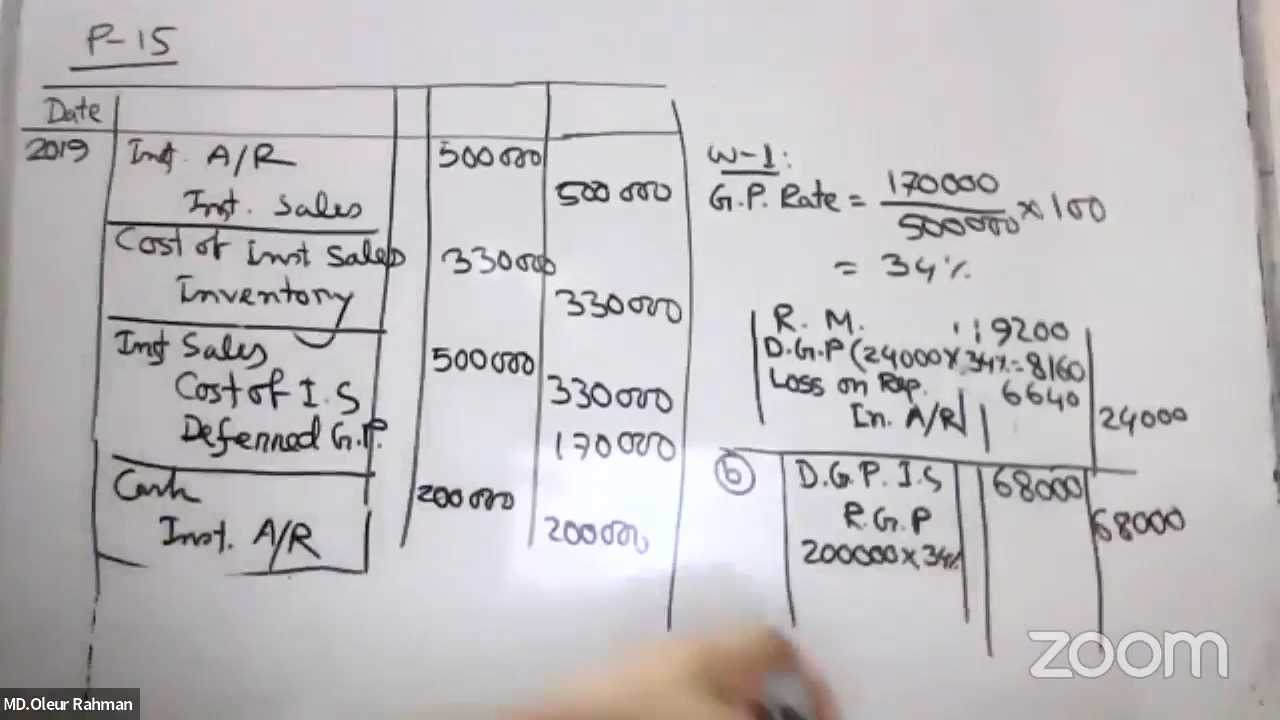 P-15
Date
2019 Inst. A/R 500000
Inst. Sales 500000
Cost of Inst Sales 330000
Inventory 330000
Inst Sales 500000
Cost of I.S 330000
Deferred G.P. 170000
Cash 200000
Inst. A/R 200000
W-1:
G.P. Rate = 170000 / 500000 × 100
= 34%
R. M. 9200
D.G.P (24000×34%=8160
Loss on Rep. 6640
In. A/R 24000
b D.G.P. I.S 68000
R.G.P 68000
200000×34%
zoom
MD.Oleur Rahman